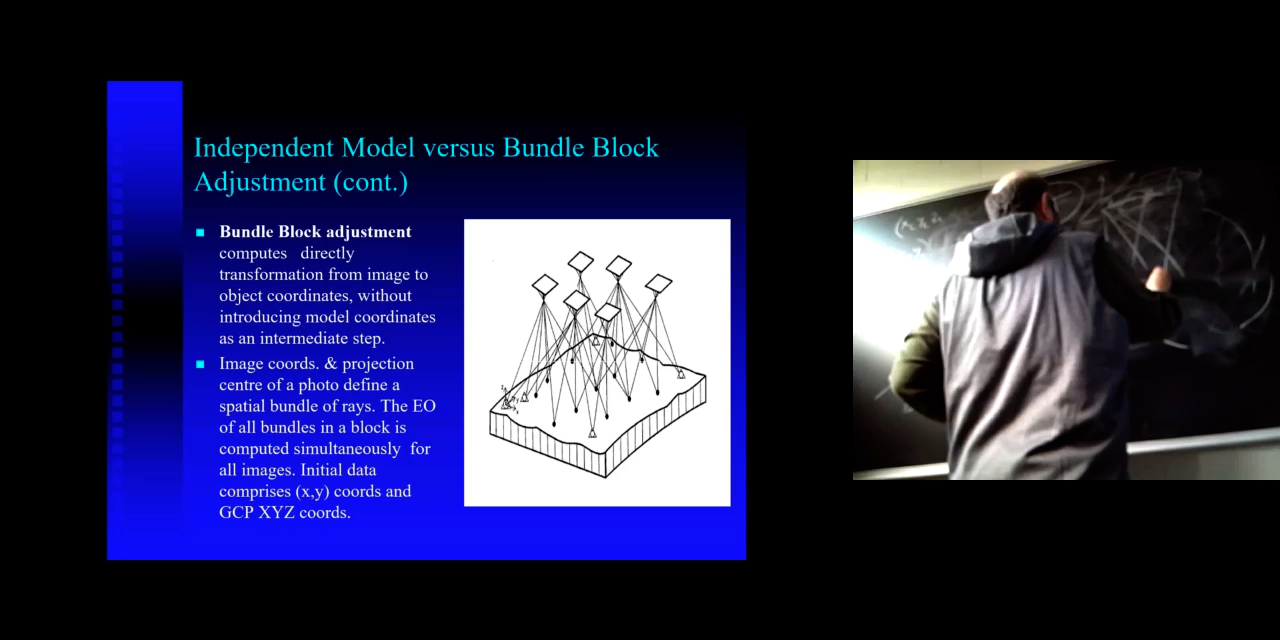 Independent Model versus Bundle Block
Adjustment (cont.)
Bundle Block adjustment
computes directly
transformation from image to
object coordinates, without
introducing model coordinates
as an intermediate step.
Image coords. & projection
centre of a photo define a
spatial bundle of rays. The EO
of all bundles in a block is
computed simultaneously for
all images. Initial data
comprises (x,y) coords and
GCP XYZ coords.